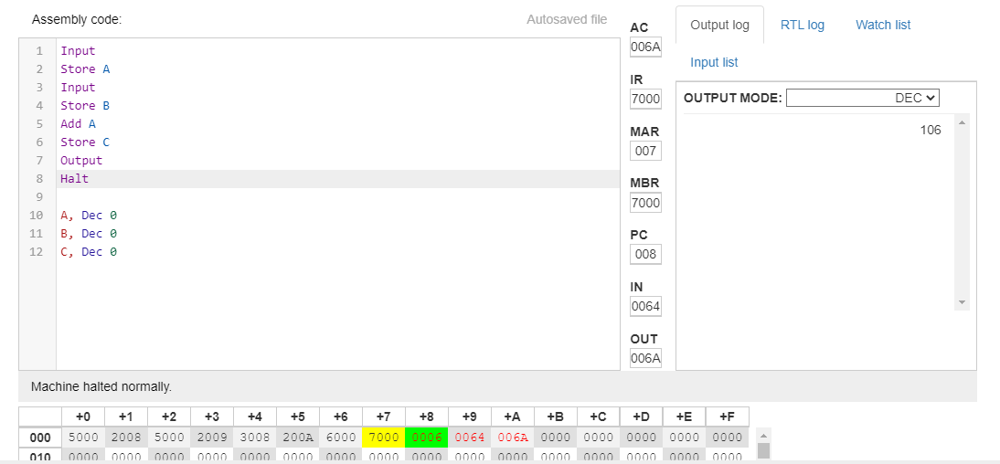 Assembly code:
Autosaved file
1 Input
2 Store A
3 Input
4 Store B
5 Add A
6 Store C
7 Output
8 Halt
9
10 A, Dec 0
11 B, Dec 0
12 C, Dec 0
AC
006A
IR
7000
MAR
007
MBR
7000
PC
008
IN
0064
OUT
006A
Output log RTL log Watch list
Input list
OUTPUT MODE: DEC
106
Machine halted normally.
+0 +1 +2 +3 +4 +5 +6 +7 +8 +9 +A +B +C +D +E +F
000 5000 2008 5000 2009 3008 200A 6000 7000 0006 0064 006A 0000 0000 0000 0000 0000
010 0000 0000 0000 0000 0000 0000 0000 0000 0000 0000 0000 0000 0000 0000 0000 0000